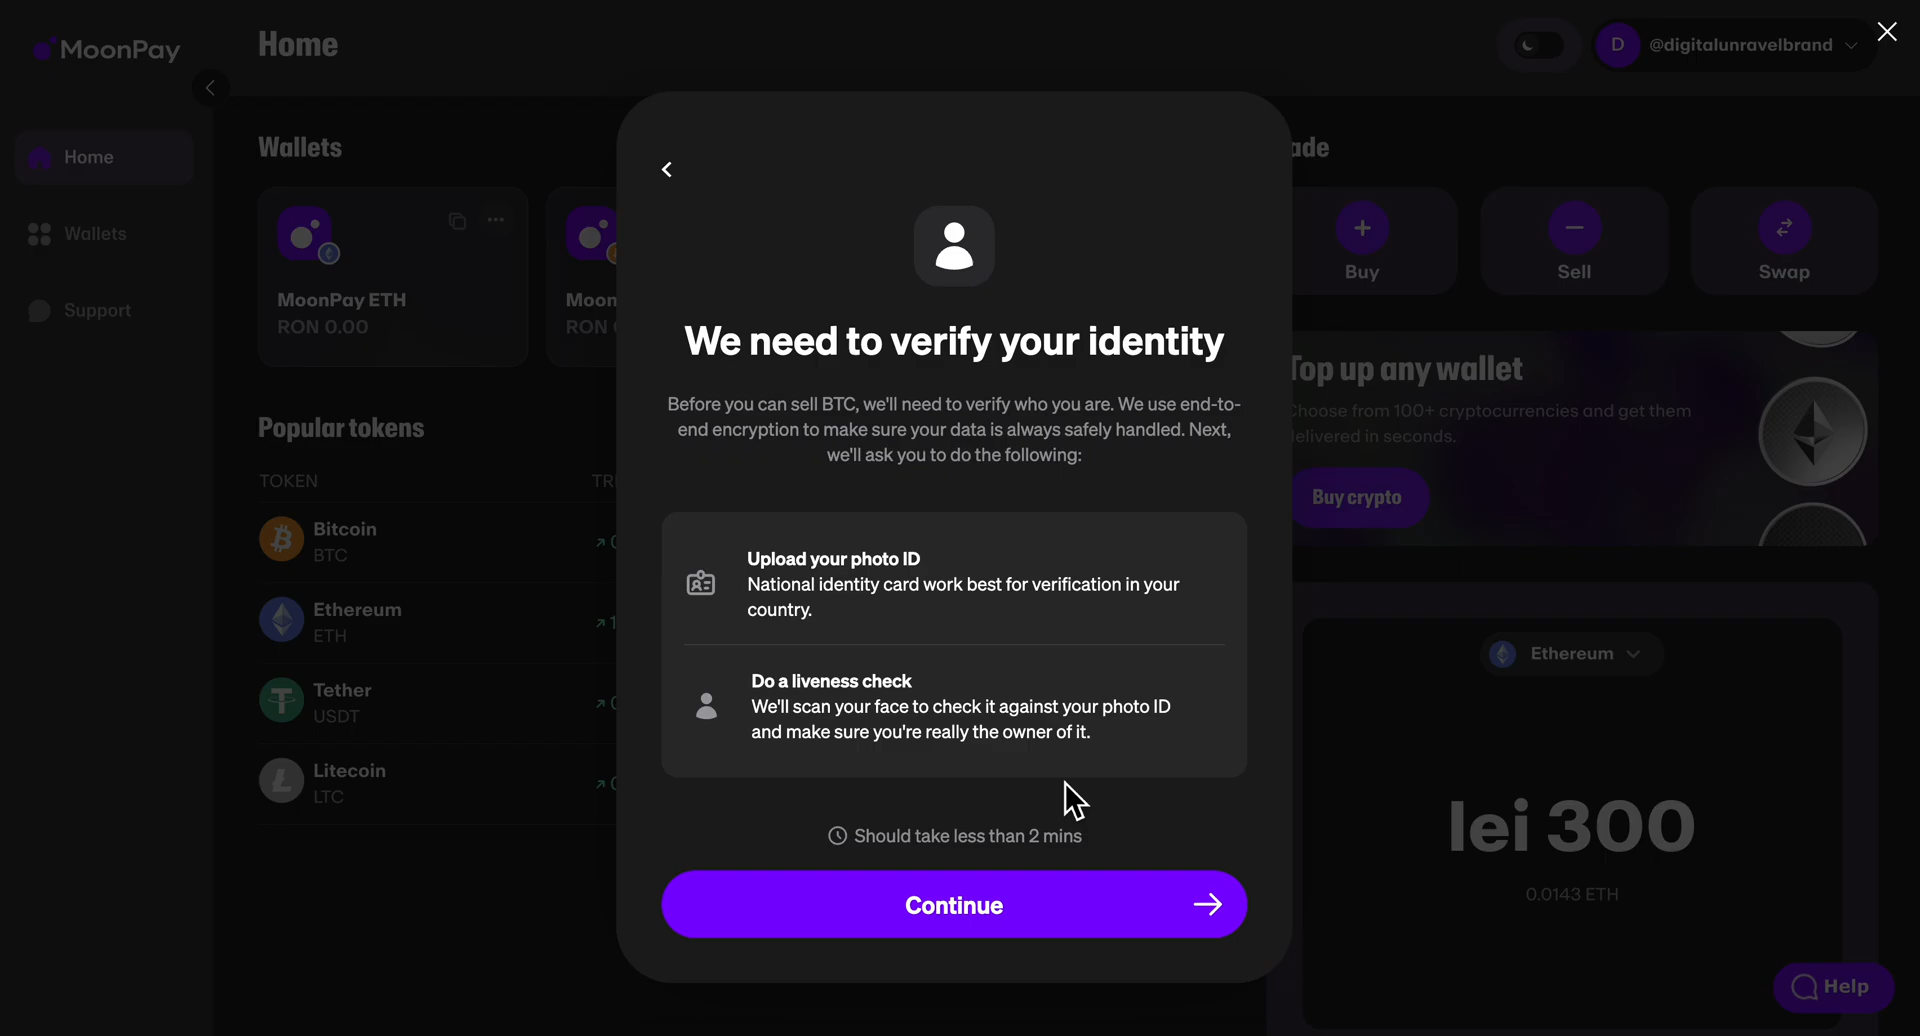 MoonPay
Home
D
@digitalunravelbrand
Home
Wallets
Support
Wallets
MoonPay ETH
RON 0.00
Moon
RON
Popular tokens
TOKEN
Bitcoin
BTC
Ethereum
ETH
Tether
USDT
Litecoin
LTC
We need to verify your identity
Before you can sell BTC, we'll need to verify who you are. We use end-to-
end encryption to make sure your data is always safely handled. Next,
we'll ask you to do the following:
Upload your photo ID
National identity card work best for verification in your
country.
Do a liveness check
We'll scan your face to check it against your photo ID
and make sure you're really the owner of it.
Should take less than 2 mins
Continue
ade
Buy
Sell
Swap
Top up any wallet
Choose from 100+ cryptocurrencies and get them
delivered in seconds.
Buy crypto
Ethereum
lei 300
0.0143 ETH
Help